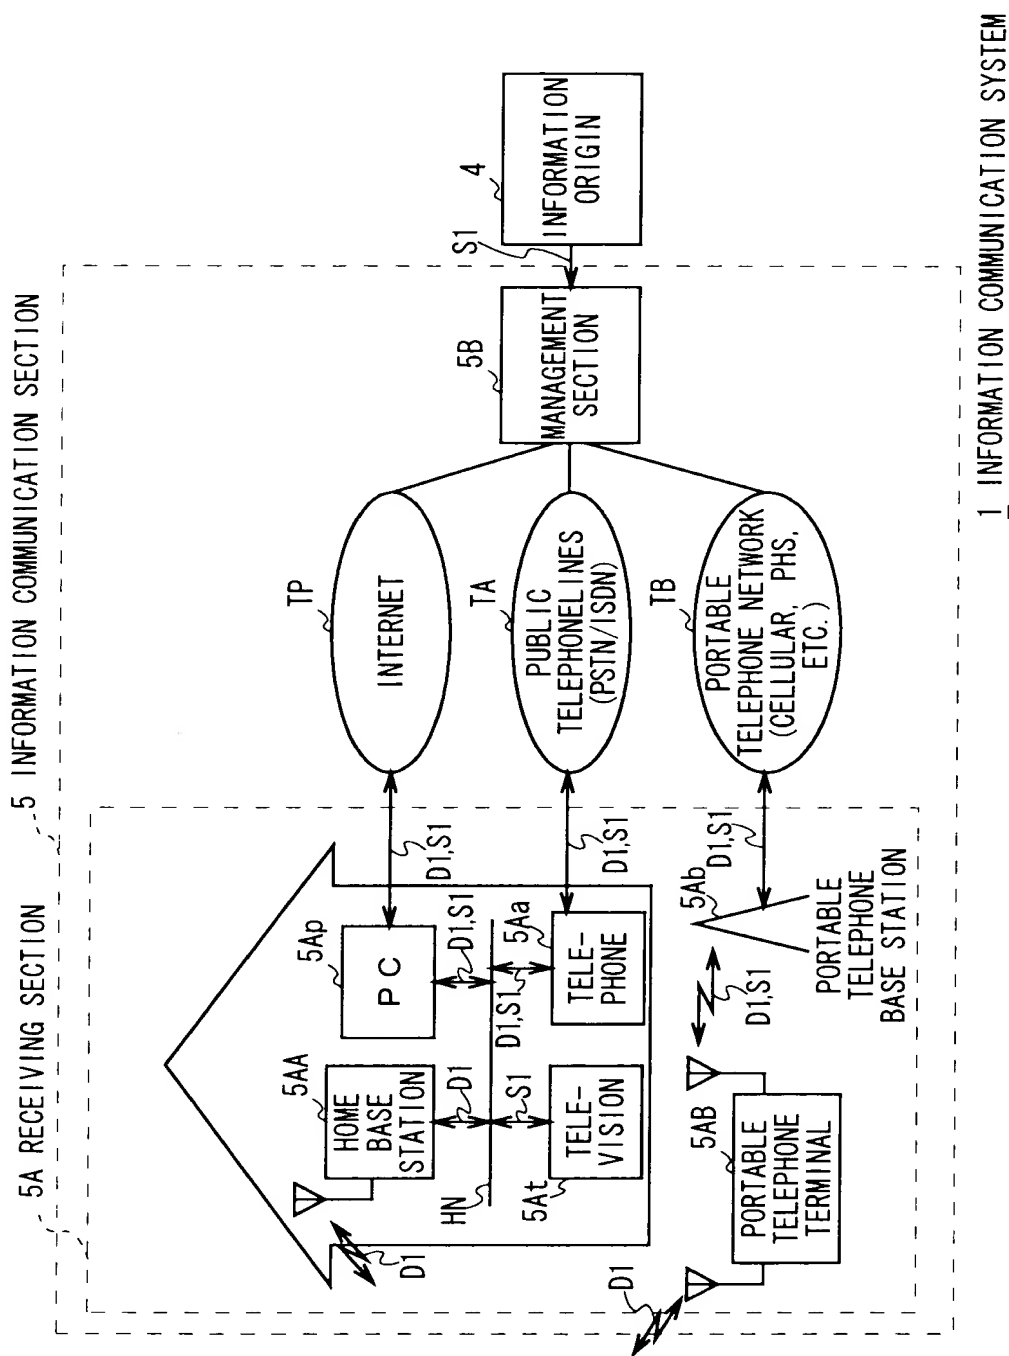 5 INFORMATION COMMUNICATION SECTION
5A RECEIVING SECTION
5AA
HOME
BASE
STATION
5Ap
PC
TP
INTERNET
D1
D1
D1,S1
D1,S1
HN
S1
D1,S1
5Aa
TELE-
PHONE
5At
TELE-
VISION
D1,S1
TA
PUBLIC
TELEPHONELINES
(PSTN/ISDN)
5B
MANAGEMENT
SECTION
S1
4
INFORMATION
ORIGIN
D1
5AB
PORTABLE
TELEPHONE
TERMINAL
D1,S1
5Ab
PORTABLE
TELEPHONE
BASE STATION
D1,S1
TB
PORTABLE
TELEPHONE NETWORK
(CELLULAR, PHS,
ETC.)
1 INFORMATION COMMUNICATION SYSTEM